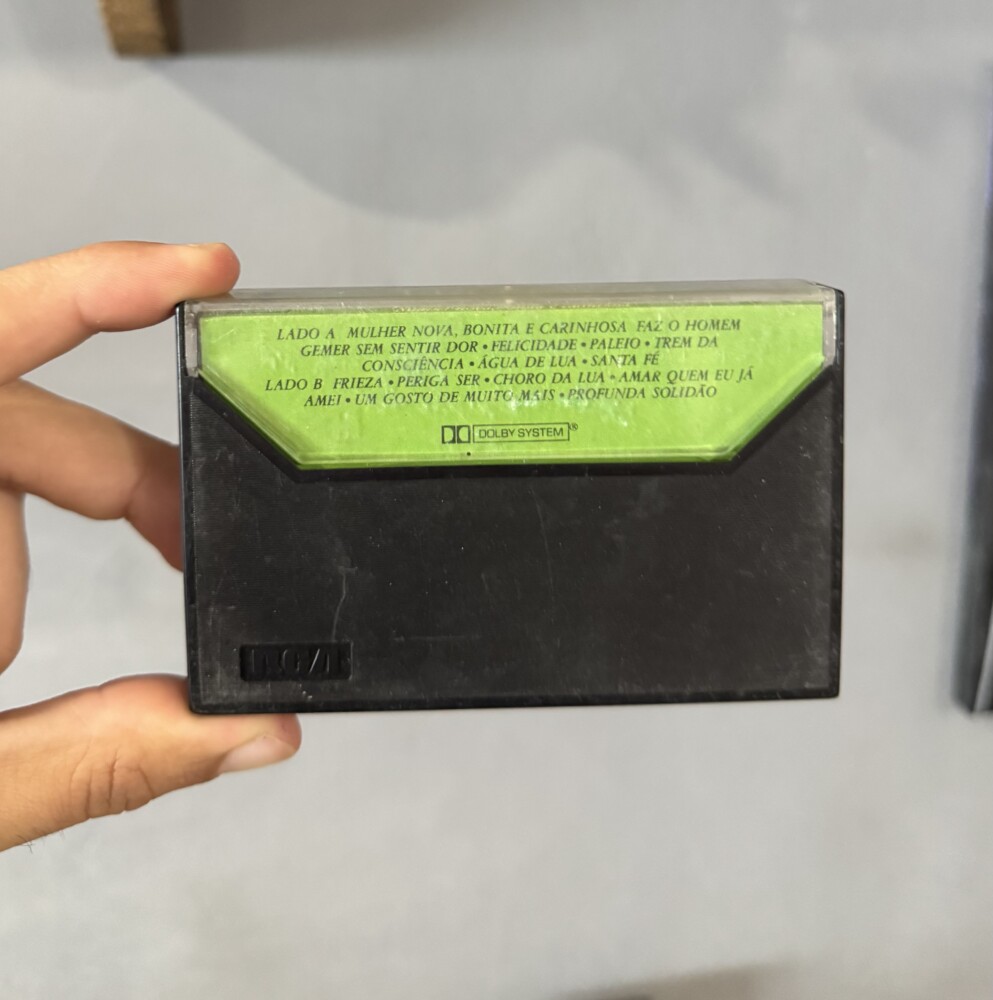 LADO A MULHER NOVA, BONITA E CARINHOSA FAZ O HOMEM
GEMER SEM SENTIR DOR • FELICIDADE • PALEIO • TREM DA
CONSCIÊNCIA • ÁGUA DE LUA • SANTA FÉ
LADO B FRIEZA • PERIGA SER • CHORO DA LUA • AMAR QUEM EU JÁ
AMEI • UM GOSTO DE MUITO MAIS • PROFUNDA SOLIDÃO
DOLBY SYSTEM®
RCA